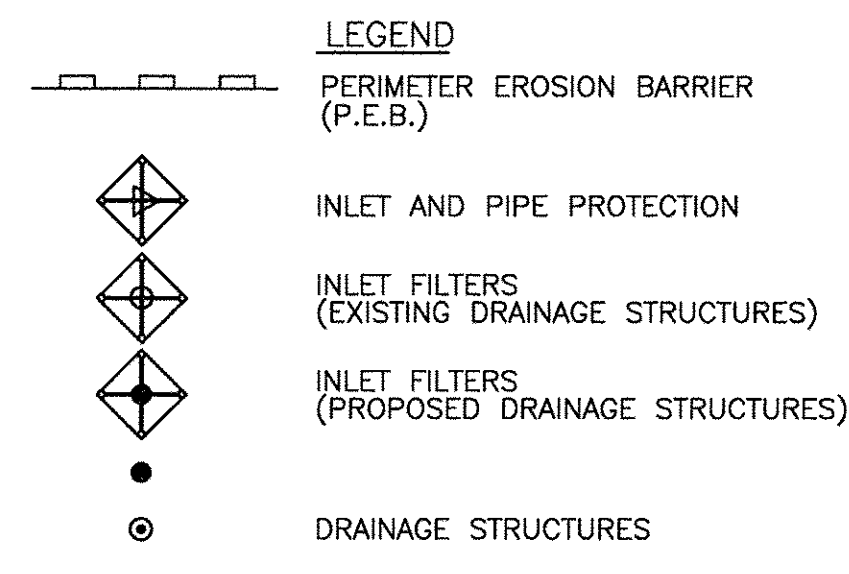 LEGEND
PERIMETER EROSION BARRIER
(P.E.B.)
INLET AND PIPE PROTECTION
INLET FILTERS
(EXISTING DRAINAGE STRUCTURES)
INLET FILTERS
(PROPOSED DRAINAGE STRUCTURES)
DRAINAGE STRUCTURES